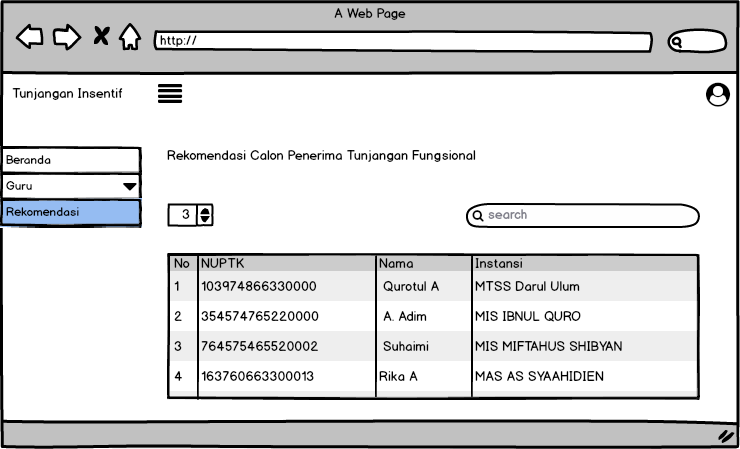 A Web Page
http://
Tunjangan Insentif
Beranda
Guru
Rekomendasi
Rekomendasi Calon Penerima Tunjangan Fungsional
3
search
No NUPTK Nama Instansi
1 103974866330000 Qurotul A MTSS Darul Ulum
2 354574765220000 A. Adim MIS IBNUL QURO
3 764575465520002 Suhaimi MIS MIFTAHUS SHIBYAN
4 163760663300013 Rika A MAS AS SYAAHIDIEN